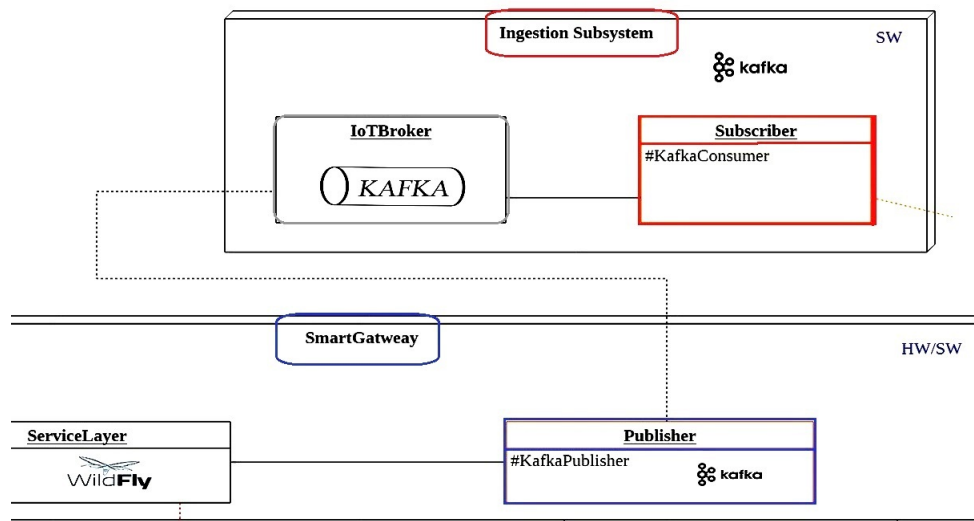 Ingestion Subsystem
SW
kafka
IoTBroker
KAFKA
Subscriber
#KafkaConsumer
SmartGatweay
HW/SW
ServiceLayer
WildFly
Publisher
#KafkaPublisher
kafka